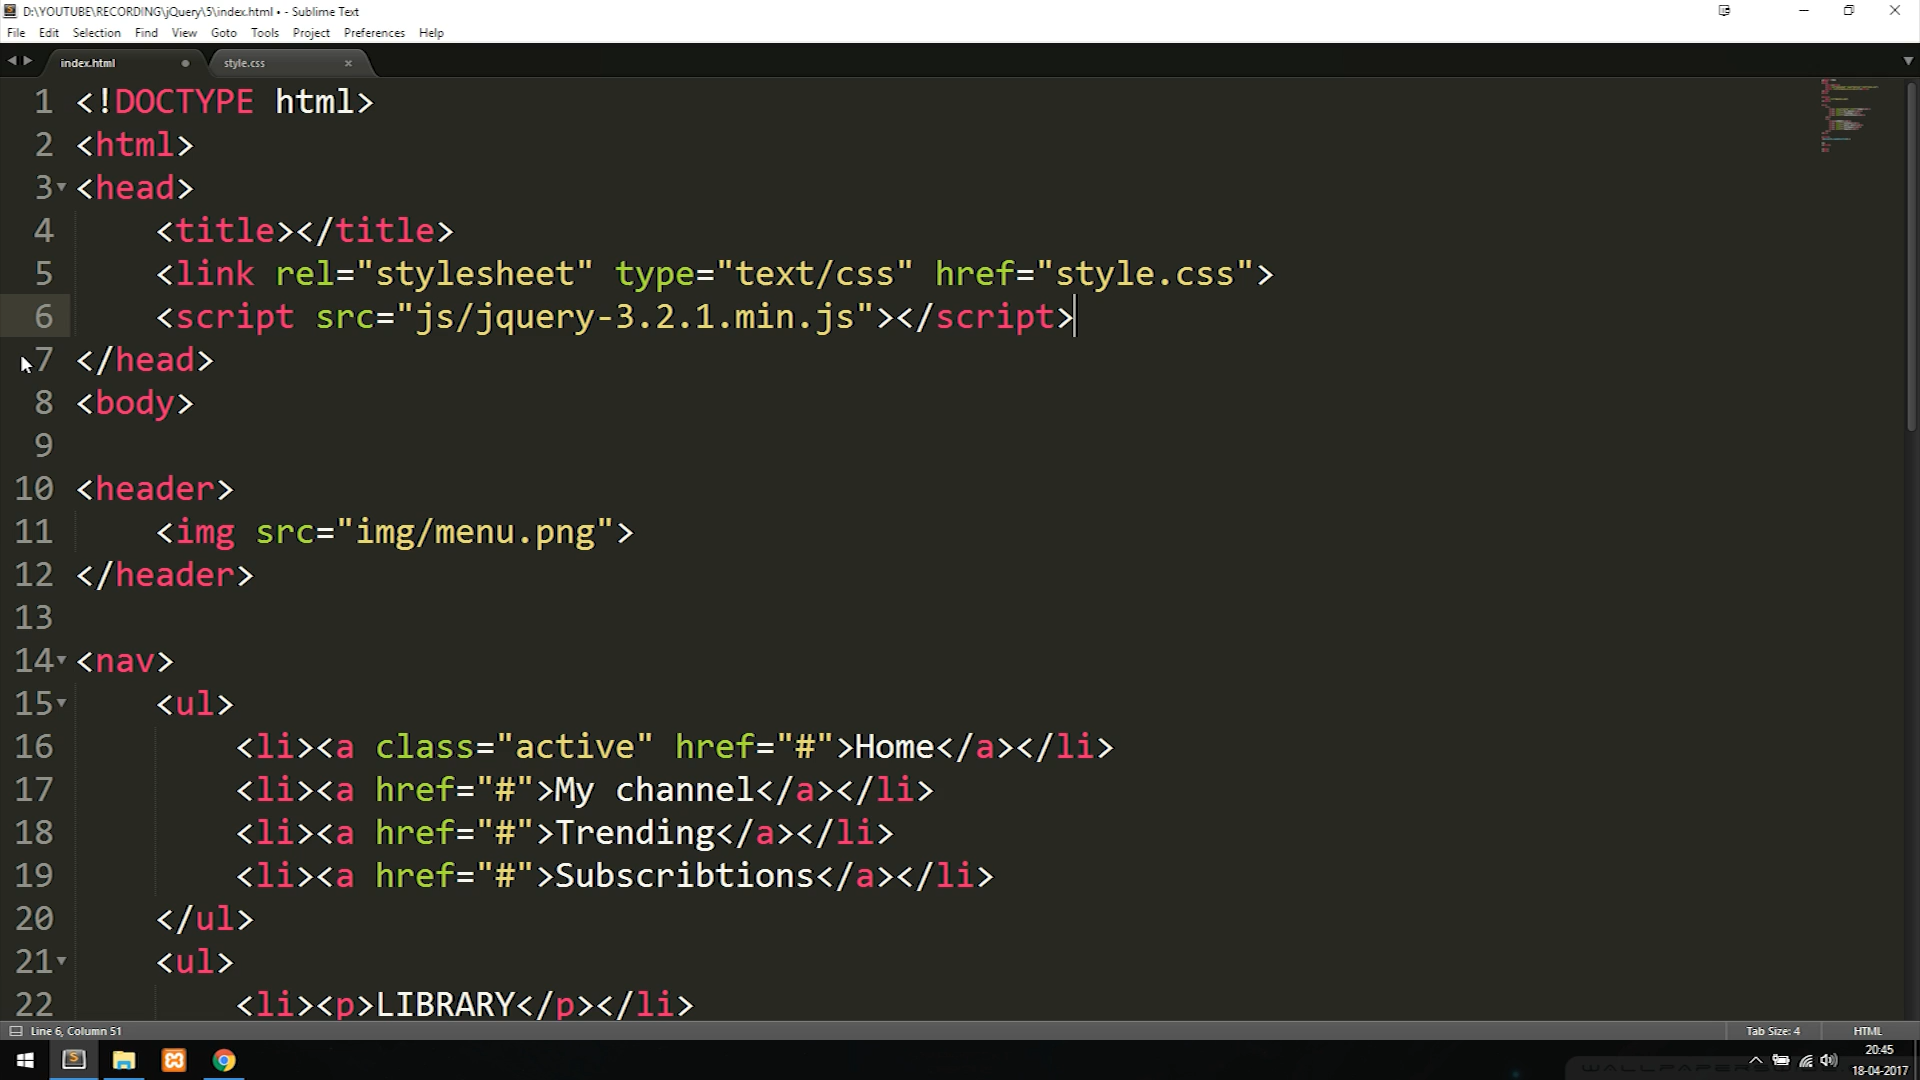 D:\YOUTUBE\RECORDING\jQuery\5\index.html • - Sublime Text
File Edit Selection Find View Goto Tools Project Preferences Help
index.html style.css
1 <!DOCTYPE html>
2 <html>
3 <head>
4 <title></title>
5 <link rel="stylesheet" type="text/css" href="style.css">
6 <script src="js/jquery-3.2.1.min.js"></script>
7 </head>
8 <body>
9
10 <header>
11 <img src="img/menu.png">
12 </header>
13
14 <nav>
15 <ul>
16 <li><a class="active" href="#">Home</a></li>
17 <li><a href="#">My channel</a></li>
18 <li><a href="#">Trending</a></li>
19 <li><a href="#">Subscribtions</a></li>
20 </ul>
21 <ul>
22 <li><p>LIBRARY</p></li>
Line 6, Column 51 Tab Size: 4 HTML
20:45
18-04-2017